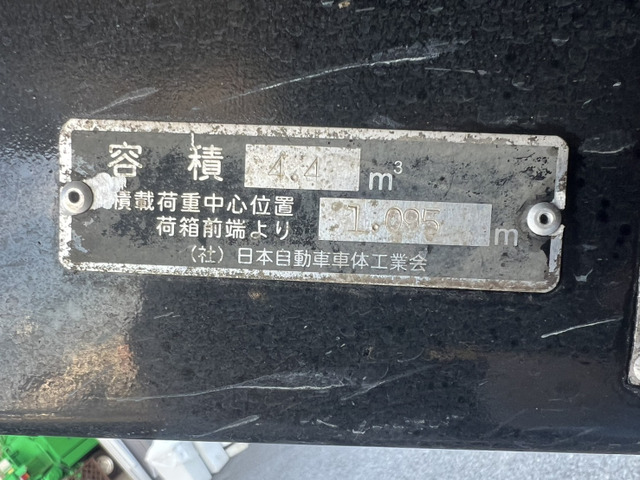 容積 4.4 m³
積載荷重中心位置
荷箱前端より 1.095 m
(社)日本自動車車体工業会